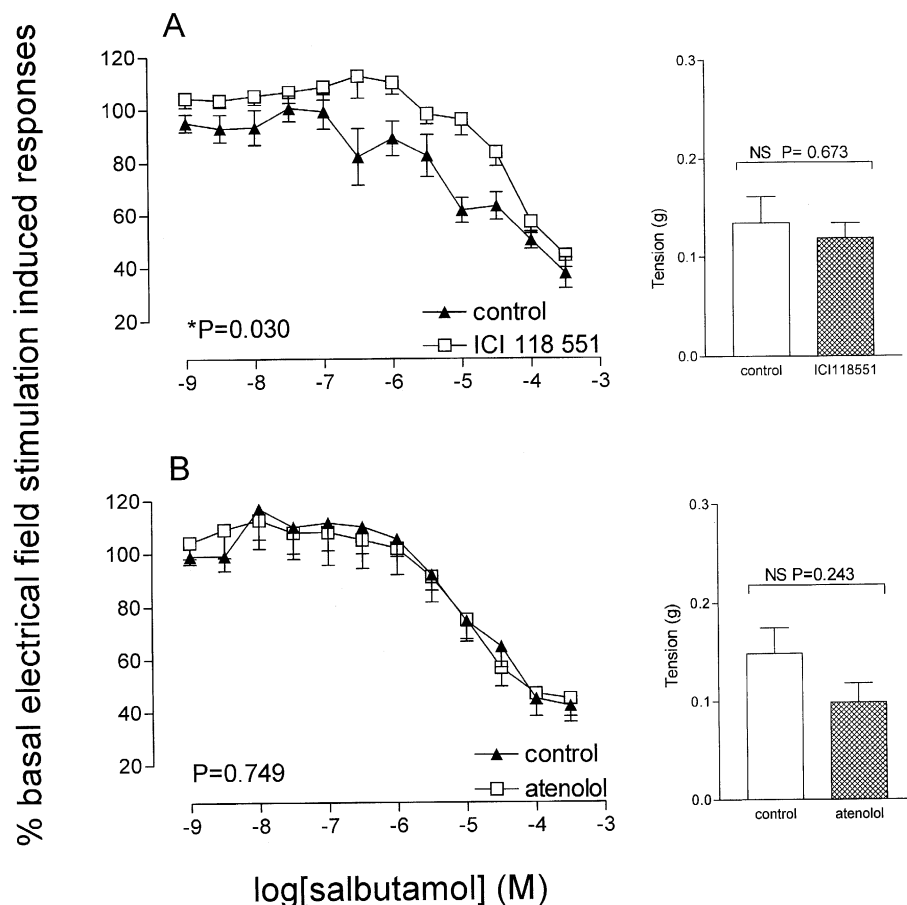 % basal electrical field stimulation induced responses
A
120
100
80
60
40
20
*P=0.030
control
ICI 118 551
-9 -8 -7 -6 -5 -4 -3
0.3
0.2
0.1
0.0
Tension (g)
NS P= 0.673
control ICI118551
B
120
100
80
60
40
20
P=0.749
control
atenolol
-9 -8 -7 -6 -5 -4 -3
log[salbutamol] (M)
0.3
0.2
0.1
0.0
Tension (g)
NS P=0.243
control atenolol